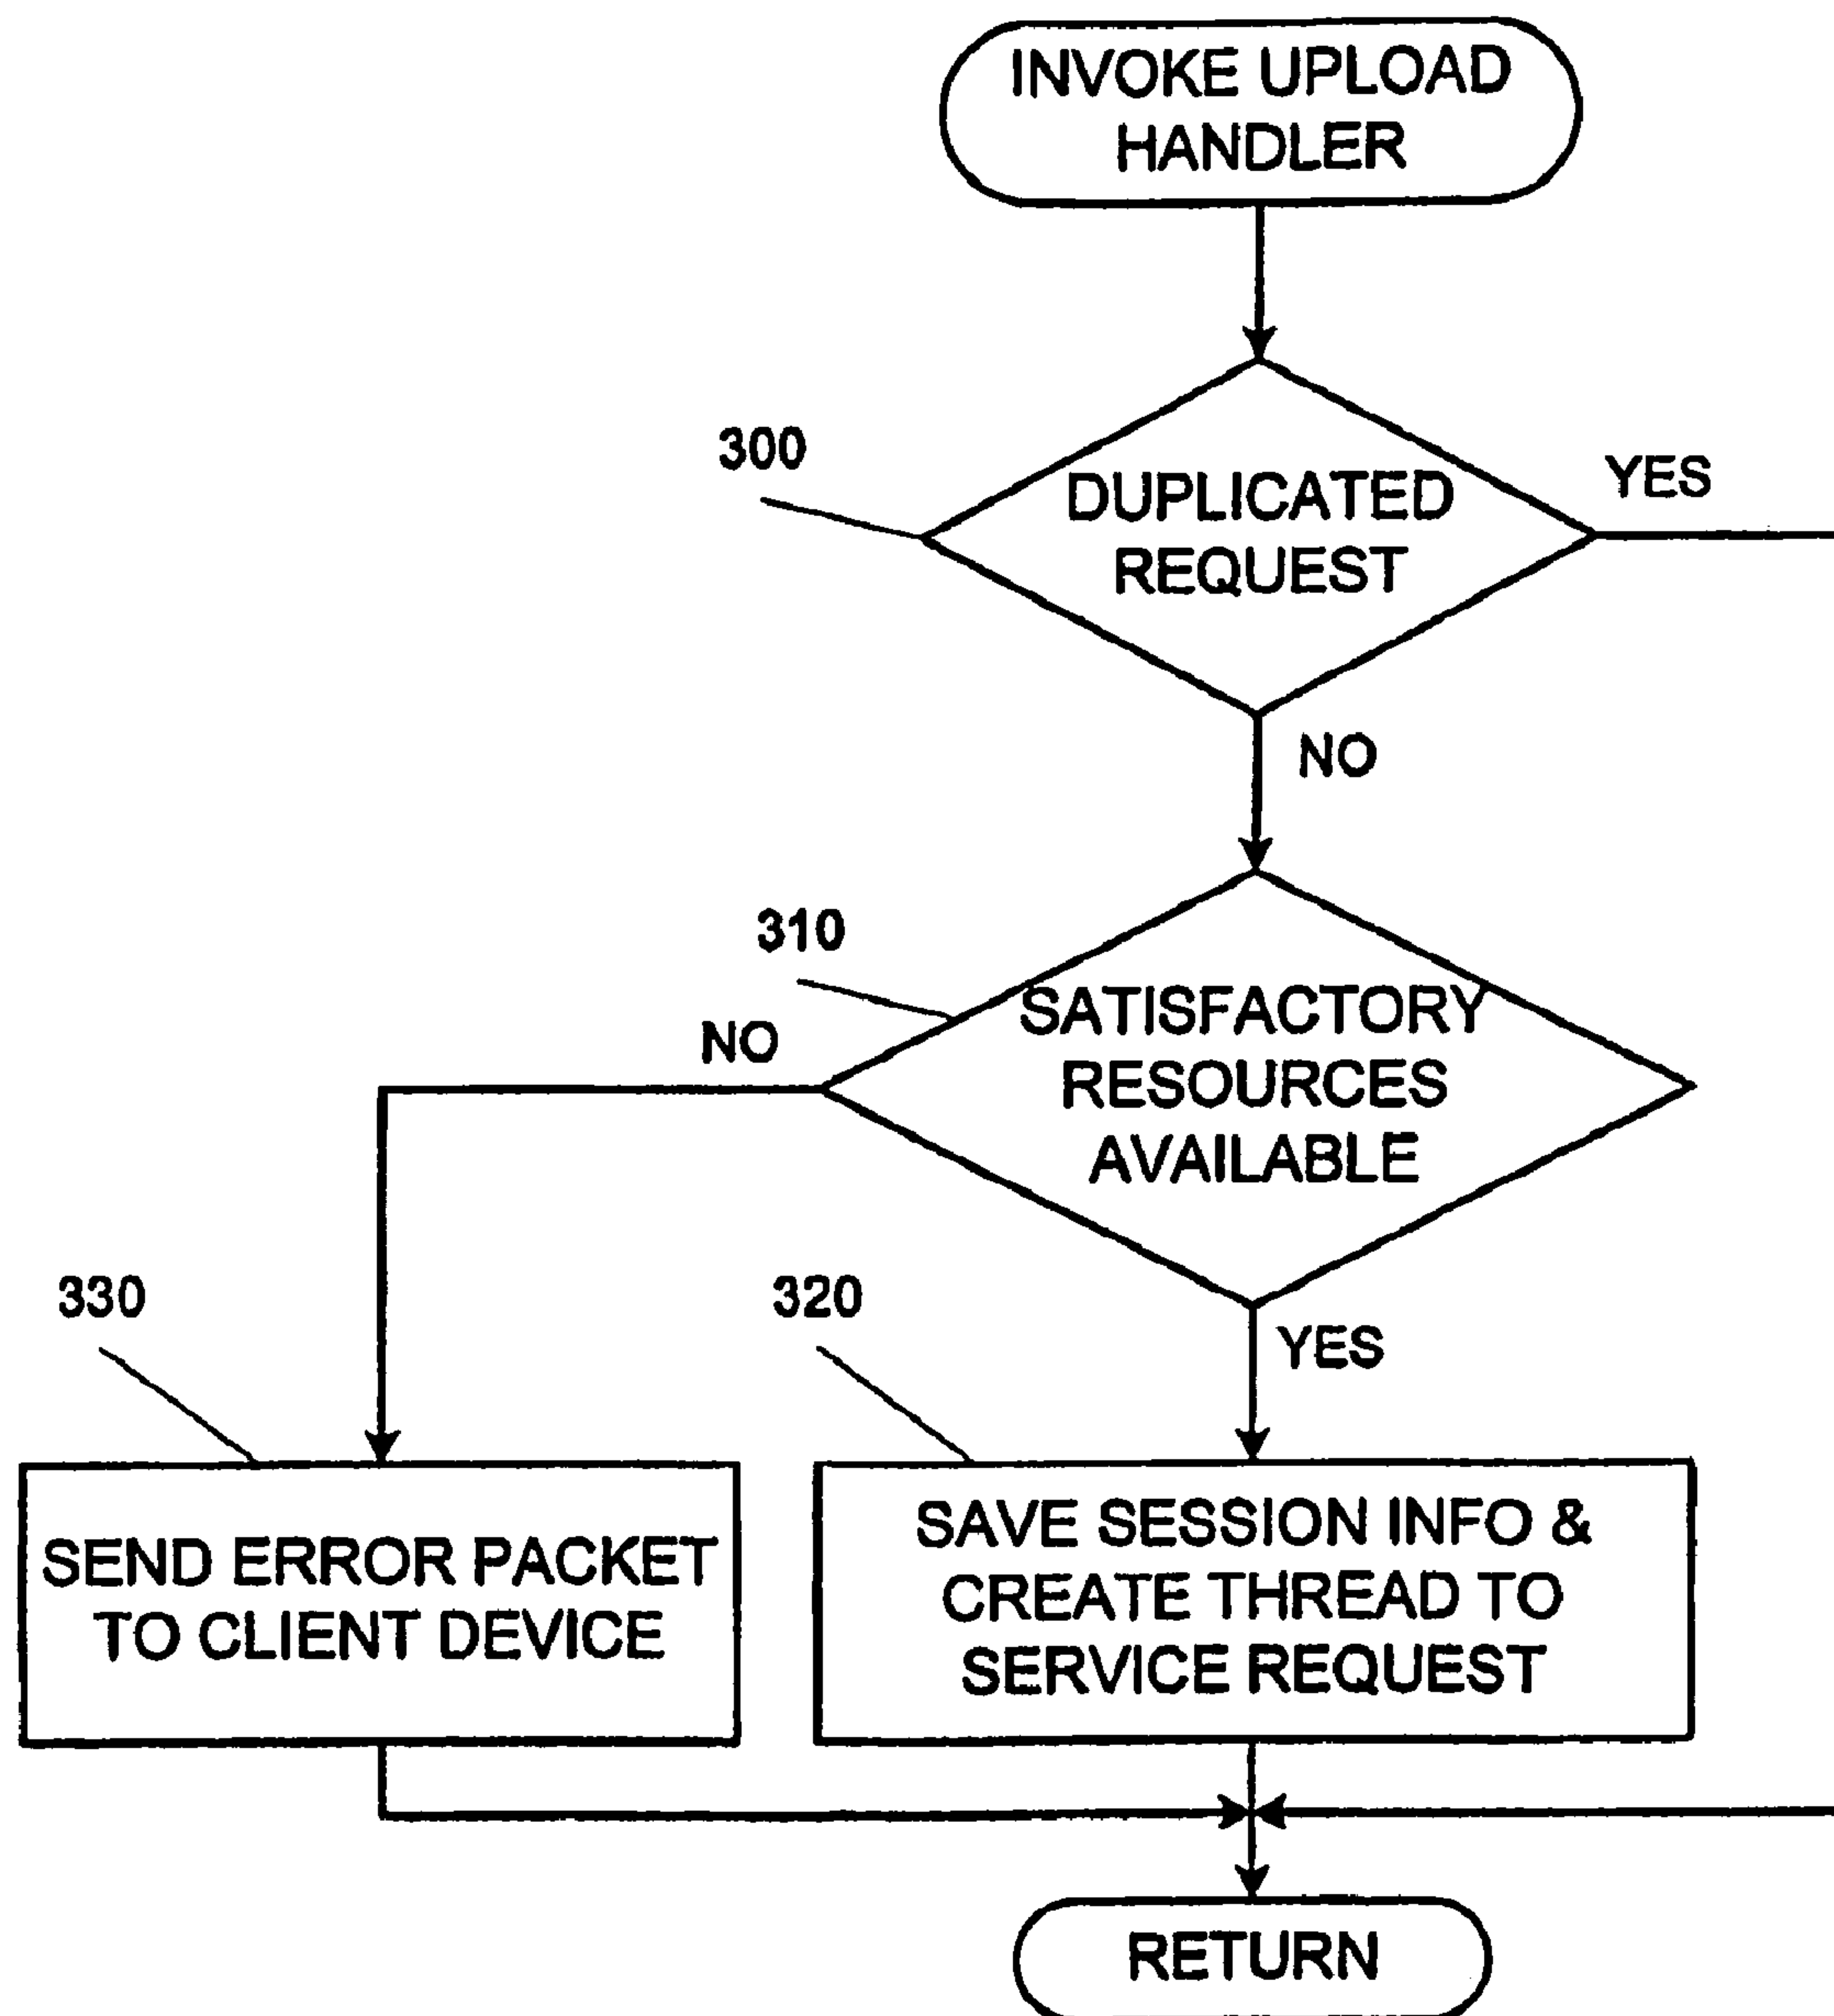 INVOKE UPLOAD
HANDLER
300
DUPLICATED
REQUEST
YES
NO
310
SATISFACTORY
RESOURCES
AVAILABLE
NO
YES
330
320
SEND ERROR PACKET
TO CLIENT DEVICE
SAVE SESSION INFO &
CREATE THREAD TO
SERVICE REQUEST
RETURN